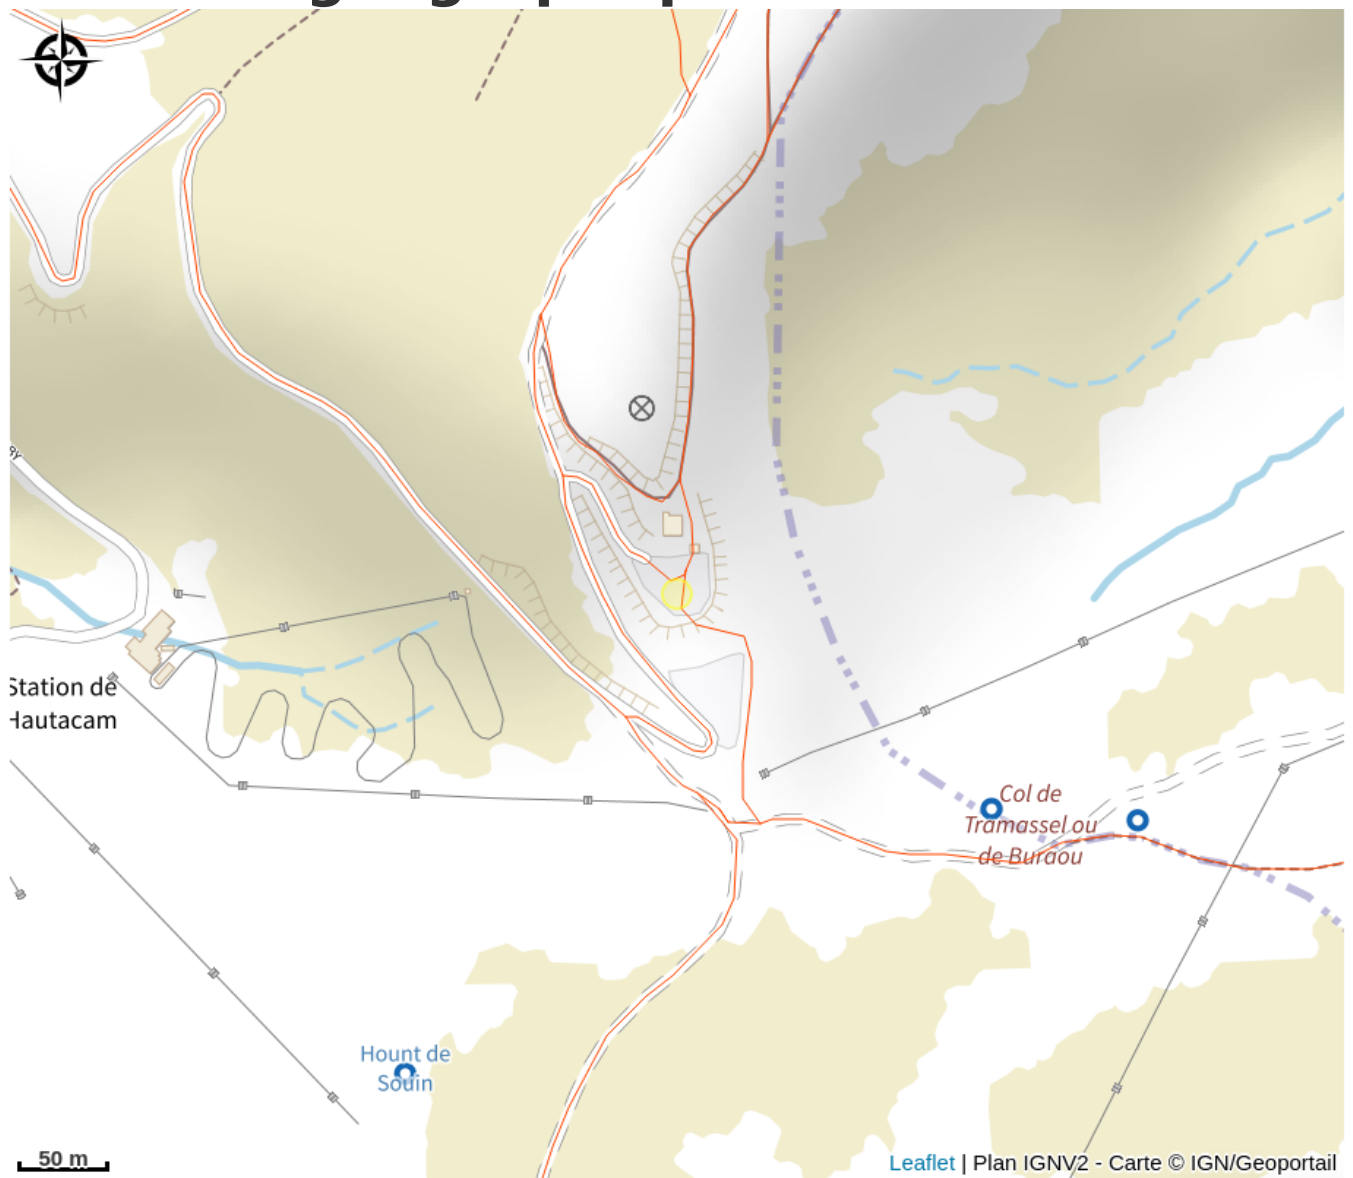 Station de
Hautacam
Col de
Tramassel ou
de Buraou
Hount de
Souin
50 m
Leaflet | Plan IGNV2 - Carte © IGN/Geoportail